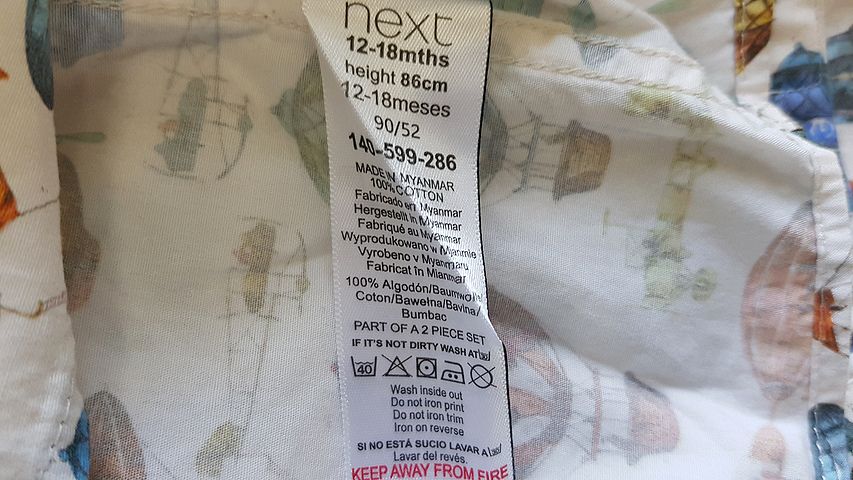 next
12-18mths
height 86cm
12-18meses
90/52
140-599-286
MADE IN MYANMAR
100% COTTON
Fabricado en Myanmar
Hergestellt in Myanmar
Fabriqué au Myanmar
Wyprodukowano w Myanmie
Vyrobeno v Myanmaru
Fabricat în Mianmar
100% Algodón/Baumwolle/
Coton/Bawełna/Bavlna/
Bumbac
PART OF A 2 PIECE SET
IF IT'S NOT DIRTY WASH AT
40
Wash inside out
Do not iron print
Do not iron trim
Iron on reverse
SI NO ESTÁ SUCIO LAVAR A
Lavar del revés.
KEEP AWAY FROM FIRE